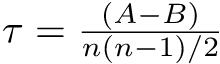 τ = (A−B) / n(n−1)/2